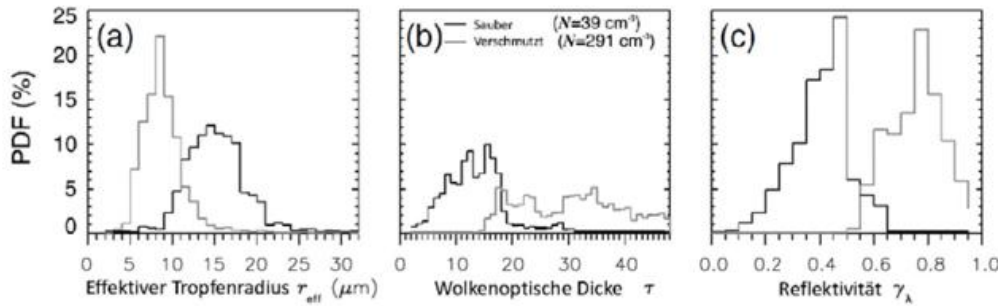 (a)
(b)
(c)
Sauber (N=39 cm⁻³)
Verschmutzt (N=291 cm⁻³)
PDF (%)
25
20
15
10
5
0
0 5 10 15 20 25 30
0 10 20 30 40
0.0 0.2 0.4 0.6 0.8 1.0
Effektiver Tropfenradius r_eff (μm)
Wolkenoptische Dicke τ
Reflektivität γ_λ